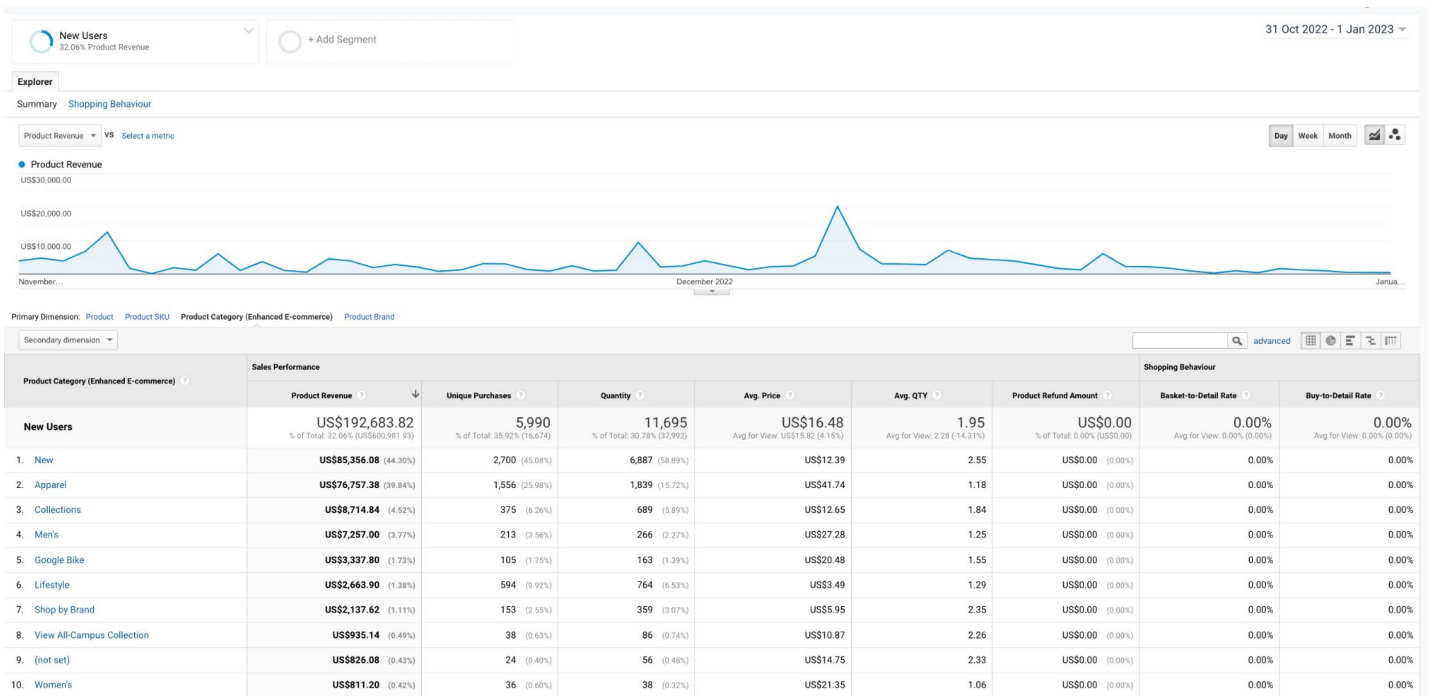 New Users
32.06% Product Revenue
+ Add Segment
31 Oct 2022 - 1 Jan 2023
Explorer
Summary Shopping Behaviour
Product Revenue VS Select a metric
Day Week Month
Product Revenue
US$30,000.00
US$20,000.00
US$10,000.00
November... December 2022 Janua...
Primary Dimension: Product Product SKU Product Category (Enhanced E-commerce) Product Brand
Secondary dimension advanced
Product Category (Enhanced E-commerce) ? Sales Performance Shopping Behaviour
Product Revenue ? Unique Purchases ? Quantity ? Avg. Price ? Avg. QTY ? Product Refund Amount ? Basket-to-Detail Rate ? Buy-to-Detail Rate ?
New Users US$192,683.82 5,990 11,695 US$16.48 1.95 US$0.00 0.00% 0.00%
% of Total: 32.06% (US$600,981.93) % of Total: 35.92% (16,674) % of Total: 30.78% (37,992) Avg for View: US$15.82 (4.15%) Avg for View: 2.28 (-14.31%) % of Total: 0.00% (US$0.00) Avg for View: 0.00% (0.00%) Avg for View: 0.00% (0.00%)
1. New US$85,356.08 (44.30%) 2,700 (45.08%) 6,887 (58.89%) US$12.39 2.55 US$0.00 (0.00%) 0.00% 0.00%
2. Apparel US$76,757.38 (39.84%) 1,556 (25.98%) 1,839 (15.72%) US$41.74 1.18 US$0.00 (0.00%) 0.00% 0.00%
3. Collections US$8,714.84 (4.52%) 375 (6.26%) 689 (5.89%) US$12.65 1.84 US$0.00 (0.00%) 0.00% 0.00%
4. Men's US$7,257.00 (3.77%) 213 (3.56%) 266 (2.27%) US$27.28 1.25 US$0.00 (0.00%) 0.00% 0.00%
5. Google Bike US$3,337.80 (1.73%) 105 (1.75%) 163 (1.39%) US$20.48 1.55 US$0.00 (0.00%) 0.00% 0.00%
6. Lifestyle US$2,663.90 (1.38%) 594 (9.92%) 764 (6.53%) US$3.49 1.29 US$0.00 (0.00%) 0.00% 0.00%
7. Shop by Brand US$2,137.62 (1.11%) 153 (2.55%) 359 (3.07%) US$5.95 2.35 US$0.00 (0.00%) 0.00% 0.00%
8. View All-Campus Collection US$935.14 (0.49%) 38 (0.63%) 86 (0.74%) US$10.87 2.26 US$0.00 (0.00%) 0.00% 0.00%
9. (not set) US$826.08 (0.43%) 24 (0.40%) 56 (0.48%) US$14.75 2.33 US$0.00 (0.00%) 0.00% 0.00%
10. Women's US$811.20 (0.42%) 36 (0.60%) 38 (0.32%) US$21.35 1.06 US$0.00 (0.00%) 0.00% 0.00%